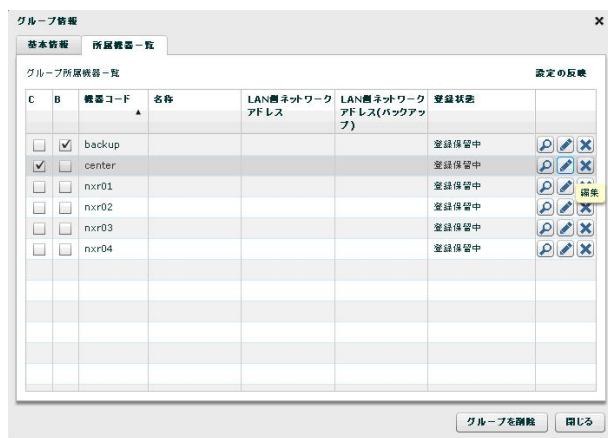 グループ情報
基本情報 所属機器一覧
グループ所属機器一覧 設定の反映
C B 機器コード 名称 LAN側ネットワークアドレス LAN側ネットワークアドレス(バックアップ) 登録状態
backup 登録保留中
center 登録保留中
nxr01 登録保留中
編集
nxr02 登録保留中
nxr03 登録保留中
nxr04 登録保留中
グループを削除 閉じる